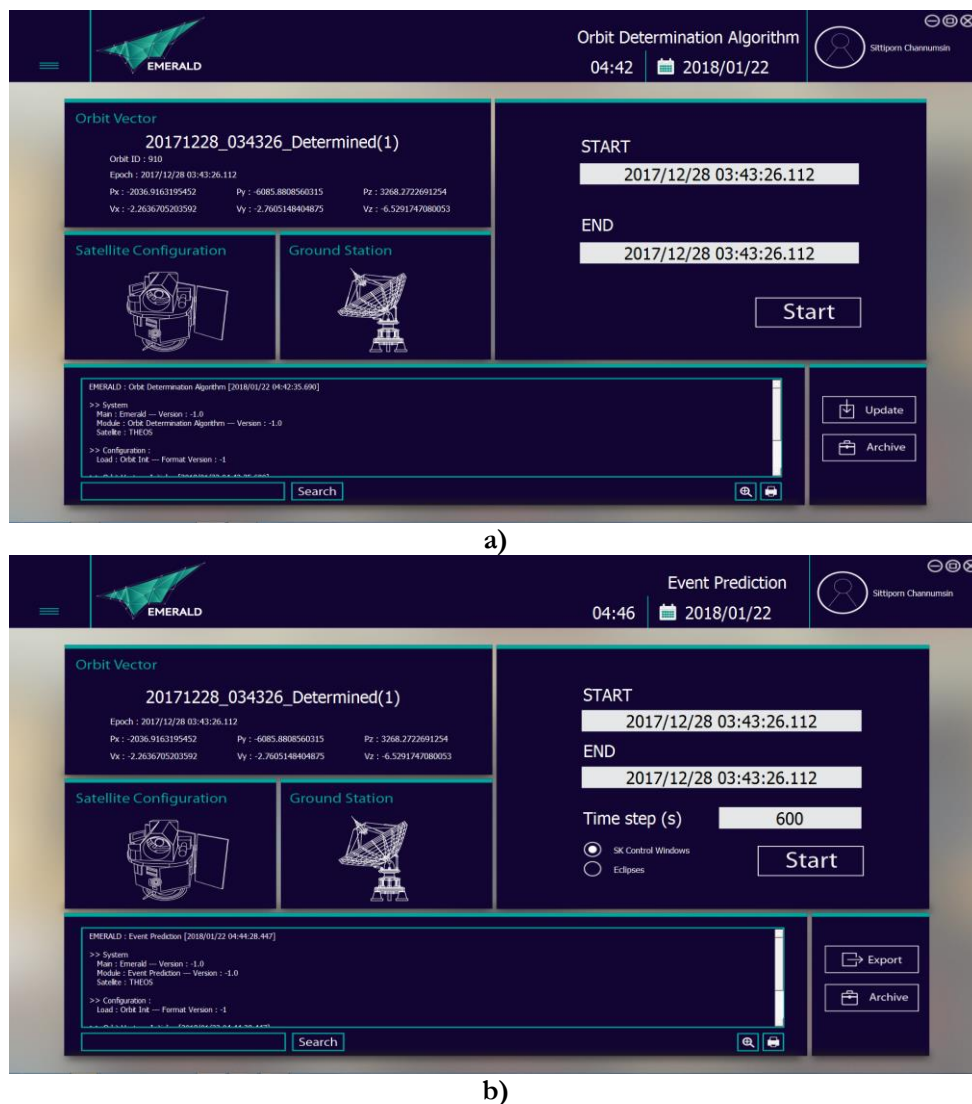 EMERALD
Orbit Determination Algorithm
04:42 2018/01/22
Sittiporn Channumsin
Orbit Vector
20171228_034326_Determined(1)
Orbit ID : 910
Epoch : 2017/12/28 03:43:26.112
Px : -2036.9163195452 Py : -6085.8808560315 Pz : 3268.2722691254
Vx : -2.2636705203592 Vy : -2.7605148404875 Vz : -6.5291747080053
START
2017/12/28 03:43:26.112
END
2017/12/28 03:43:26.112
Start
Satellite Configuration
Ground Station
EMERALD : Orbit Determination Algorithm [2018/01/22 04:42:35.690]
>> System
Main : Emerald --- Version : -1.0
Module : Orbit Determination Algorithm --- Version : -1.0
Satellite : THEOS
>> Configuration :
Load : Orbit Init --- Format Version : -1
Search
Update
Archive
a)
EMERALD
Event Prediction
04:46 2018/01/22
Sittiporn Channumsin
Orbit Vector
20171228_034326_Determined(1)
Epoch : 2017/12/28 03:43:26.112
Px : -2036.9163195452 Py : -6085.8808560315 Pz : 3268.2722691254
Vx : -2.2636705203592 Vy : -2.7605148404875 Vz : -6.5291747080053
START
2017/12/28 03:43:26.112
END
2017/12/28 03:43:26.112
Time step (s) 600
SK Control Windows
Eclipses
Start
Satellite Configuration
Ground Station
EMERALD : Event Prediction [2018/01/22 04:44:28.447]
>> System
Main : Emerald --- Version : -1.0
Module : Event Prediction --- Version : -1.0
Satellite : THEOS
>> Configuration :
Load : Orbit Init --- Format Version : -1
Search
Export
Archive
b)